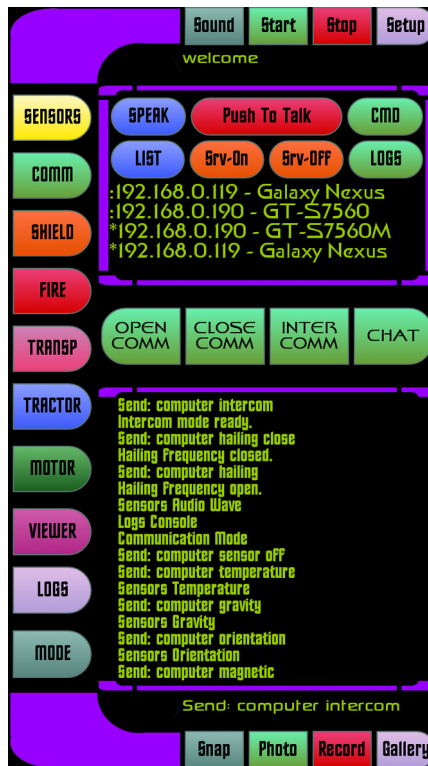 Sound Start Stop Setup
welcome
SENSORS
COMM
SHIELD
FIRE
TRANSP
TRACTOR
MOTOR
VIEWER
LOGS
MODE
SPEAK Push To Talk CMD
LIST Srv-On Srv-Off LOGS
:192.168.0.119 - Galaxy Nexus
:192.168.0.190 - GT-S7560
*192.168.0.190 - GT-S7560M
*192.168.0.119 - Galaxy Nexus
OPEN COMM
CLOSE COMM
INTER COMM
CHAT
Send: computer intercom
Intercom mode ready.
Send: computer hailing close
Hailing frequency closed.
Send: computer hailing
Hailing frequency open.
Sensors Audio Wave
Logs Console
Communication Mode
Send: computer sensor off
Send: computer temperature
Sensors Temperature
Send: computer gravity
Sensors Gravity
Send: computer orientation
Sensors Orientation
Send: computer magnetic
Send: computer intercom
Snap Photo Record Gallery